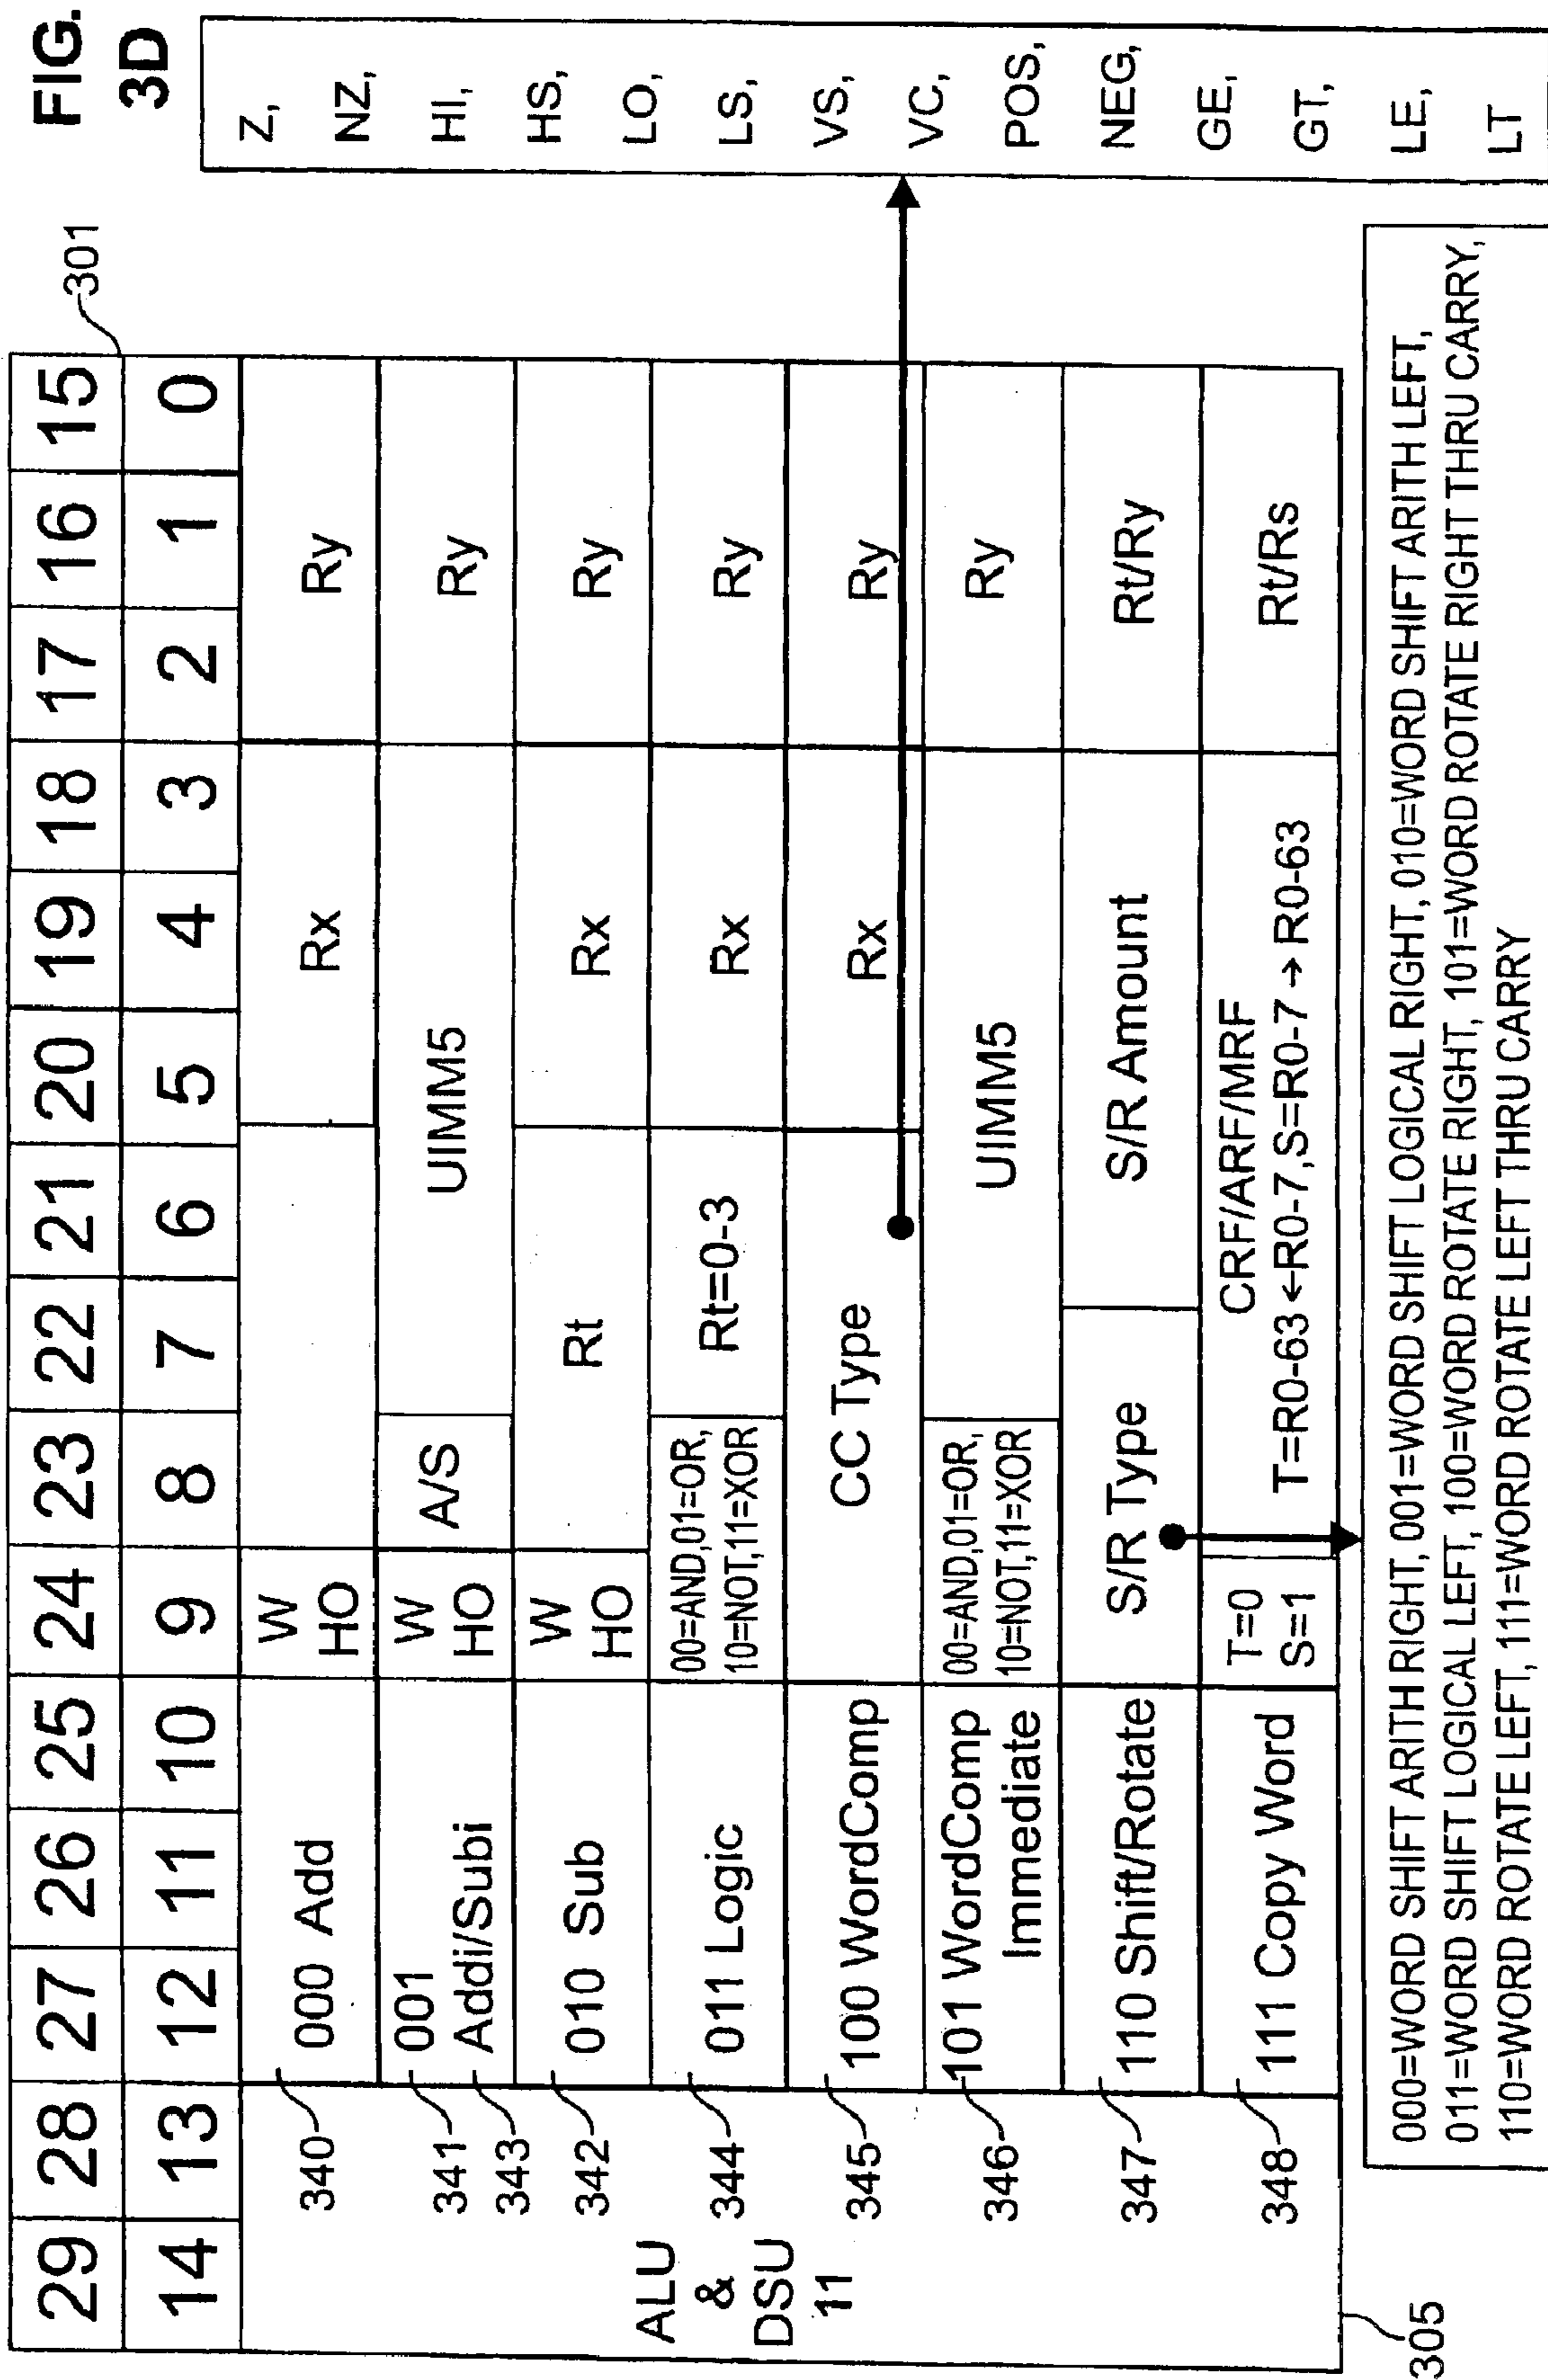 FIG.
3D
29 28 27 26 25 24 23 22 21 20 19 18 17 16 15
301
14 13 12 11 10 9 8 7 6 5 4 3 2 1 0
ALU
&
DSU
11
305
340
000 Add
W
HO
Rx
Ry
341
343
001
Addi/Subi
W
HO
A/S
UIMM5
Ry
342
010 Sub
W
HO
Rt
Rx
Ry
344
011 Logic
00=AND,01=OR,
10=NOT,11=XOR
Rt=0-3
Rx
Ry
345
100 WordComp
CC Type
Rx
Ry
346
101 WordComp
Immediate
00=AND,01=OR,
10=NOT,11=XOR
UIMM5
Ry
347
110 Shift/Rotate
S/R Type
S/R Amount
Rt/Ry
348
111 Copy Word
T=0
S=1
CRF/ARF/MRF
T=R0-63 ←R0-7,S=R0-7 → R0-63
Rt/Rs
Z,
NZ,
HI,
HS,
LO,
LS,
VS,
VC,
POS,
NEG,
GE,
GT,
LE,
LT
000=WORD SHIFT ARITH RIGHT, 001=WORD SHIFT LOGICAL RIGHT, 010=WORD SHIFT ARITH LEFT,
011=WORD SHIFT LOGICAL LEFT, 100=WORD ROTATE RIGHT, 101=WORD ROTATE RIGHT THRU CARRY,
110=WORD ROTATE LEFT, 111=WORD ROTATE LEFT THRU CARRY